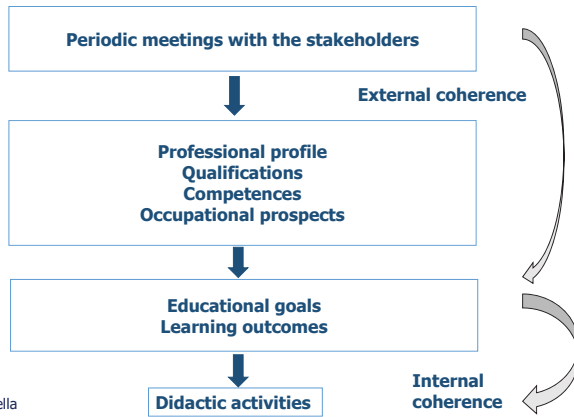 Periodic meetings with the stakeholders
External coherence
Professional profile
Qualifications
Competences
Occupational prospects
Educational goals
Learning outcomes
Internal
coherence
Didactic activities
ella